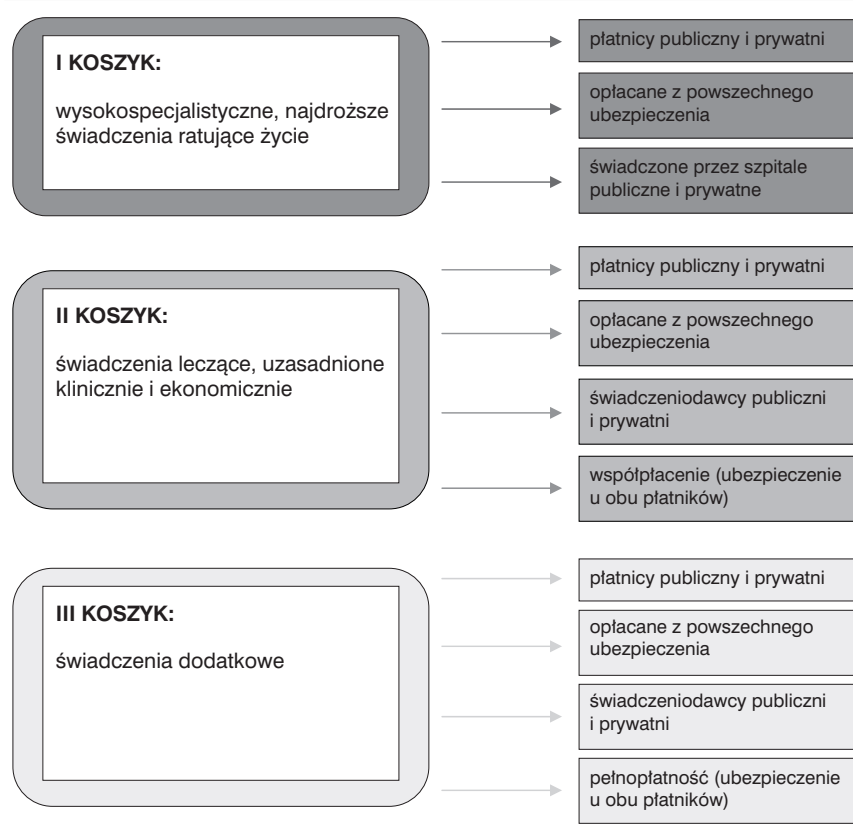 I KOSZYK:
wysokospecjalistyczne, najdroższe
świadczenia ratujące życie
płatnicy publiczny i prywatni
opłacane z powszechnego
ubezpieczenia
świadczone przez szpitale
publiczne i prywatne
II KOSZYK:
świadczenia leczące, uzasadnione
klinicznie i ekonomicznie
płatnicy publiczny i prywatni
opłacane z powszechnego
ubezpieczenia
świadczeniodawcy publiczni
i prywatni
współpłacenie (ubezpieczenie
u obu płatników)
III KOSZYK:
świadczenia dodatkowe
płatnicy publiczny i prywatni
opłacane z powszechnego
ubezpieczenia
świadczeniodawcy publiczni
i prywatni
pełnopłatność (ubezpieczenie
u obu płatników)